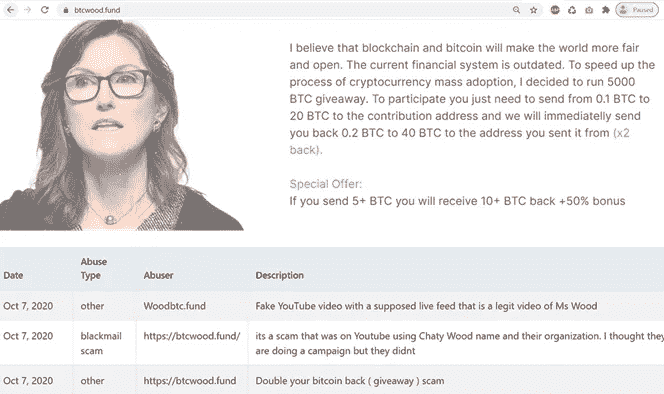 btcwood.fund
Paused
I believe that blockchain and bitcoin will make the world more fair
and open. The current financial system is outdated. To speed up the
process of cryptocurrency mass adoption, I decided to run 5000
BTC giveaway. To participate you just need to send from 0.1 BTC to
20 BTC to the contribution address and we will immediatelly send
you back 0.2 BTC to 40 BTC to the address you sent it from (x2
back).
Special Offer:
If you send 5+ BTC you will receive 10+ BTC back +50% bonus
Date Abuse Type Abuser Description
Oct 7, 2020 other Woodbtc.fund Fake YouTube video with a supposed live feed that is a legit video of Ms Wood
Oct 7, 2020 blackmail scam https://btcwood.fund/ its a scam that was on Youtube using Chaty Wood name and their organization. I thought they
are doing a campaign but they didnt
Oct 7, 2020 other https://btcwood.fund Double your bitcoin back ( giveaway ) scam